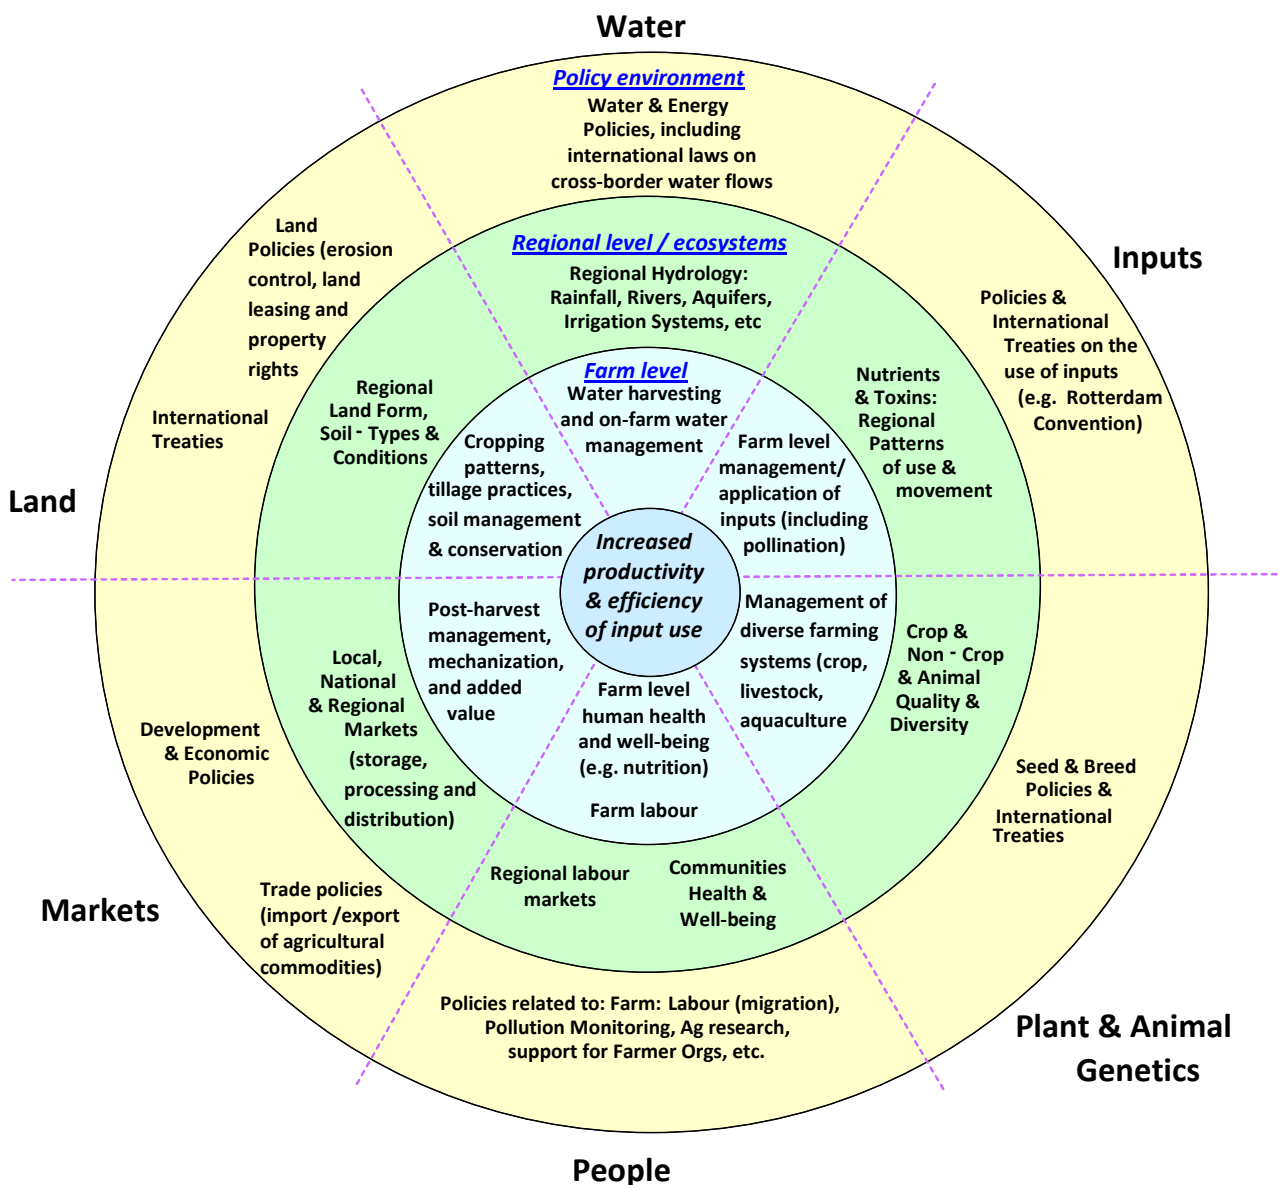 Water
Policy environment
Water & Energy
Policies, including
international laws on
cross-border water flows
Regional level / ecosystems
Regional Hydrology:
Rainfall, Rivers, Aquifers,
Irrigation Systems, etc
Farm level
Water harvesting
and on-farm water
management
Inputs
Policies &
International
Treaties on the
use of inputs
(e.g. Rotterdam
Convention)
Nutrients
& Toxins:
Regional
Patterns
of use &
movement
Farm level
management/
application of
inputs (including
pollination)
Land
Land
Policies (erosion
control, land
leasing and
property
rights
International
Treaties
Regional
Land Form,
Soil - Types &
Conditions
Cropping
patterns,
tillage practices,
soil management
& conservation
Increased
productivity
& efficiency
of input use
Post-harvest
management,
mechanization,
and added
value
Local,
National
& Regional
Markets
(storage,
processing and
distribution)
Development
& Economic
Policies
Trade policies
(import /export
of agricultural
commodities)
Markets
Management of
diverse farming
systems (crop,
livestock,
aquaculture
Crop &
Non - Crop
& Animal
Quality &
Diversity
Seed & Breed
Policies &
International
Treaties
Plant & Animal
Genetics
Farm level
human health
and well-being
(e.g. nutrition)
Farm labour
Regional labour
markets
Communities
Health &
Well-being
Policies related to: Farm: Labour (migration),
Pollution Monitoring, Ag research,
support for Farmer Orgs, etc.
People